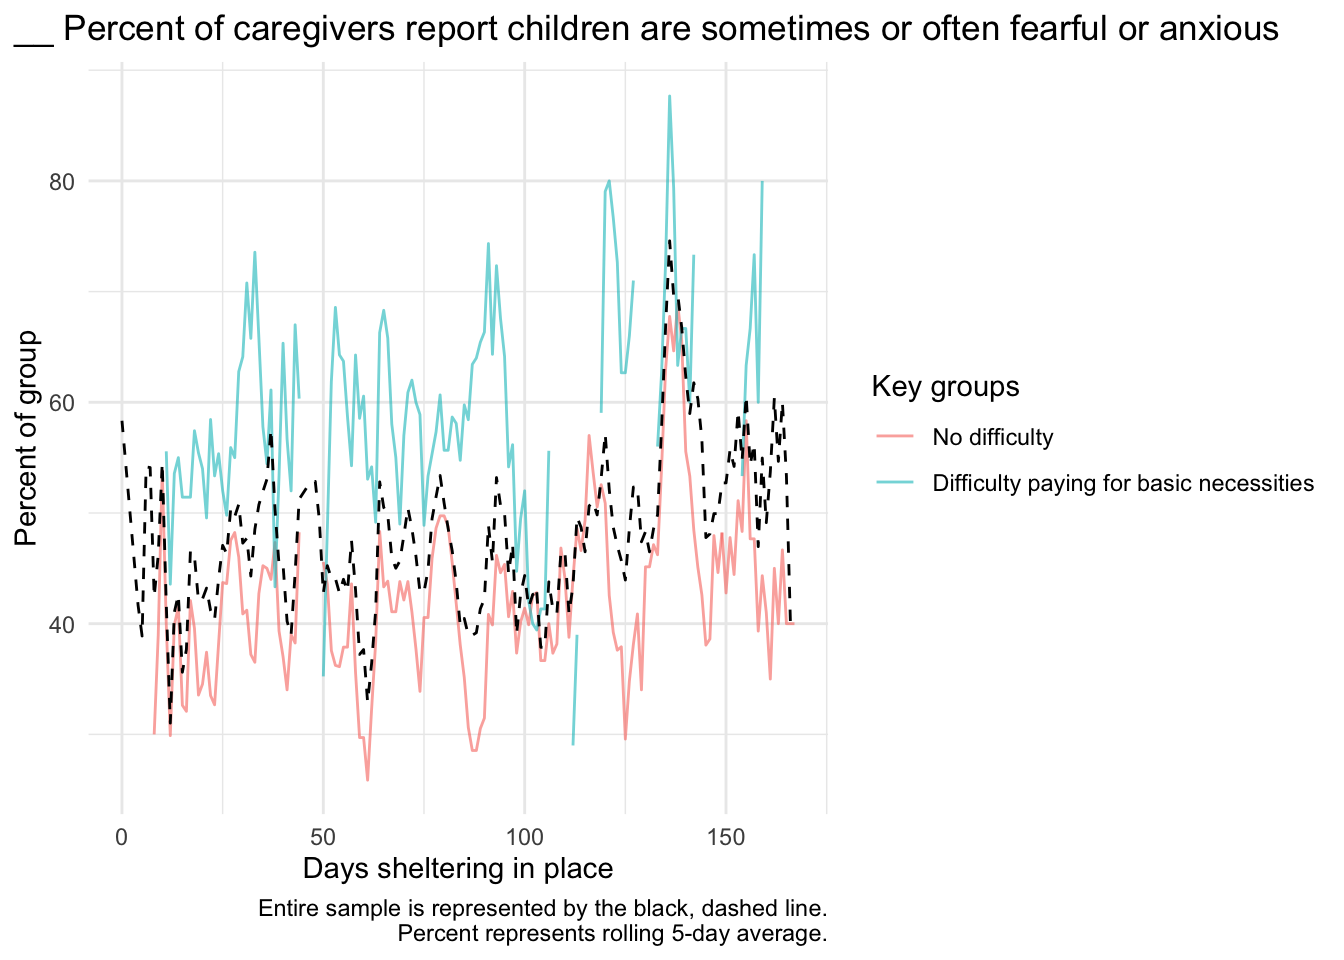 __ Percent of caregivers report children are sometimes or often fearful or anxious
Percent of group
80
60
40
0
50
100
150
Days sheltering in place
Key groups
No difficulty
Difficulty paying for basic necessities
Entire sample is represented by the black, dashed line.
Percent represents rolling 5-day average.